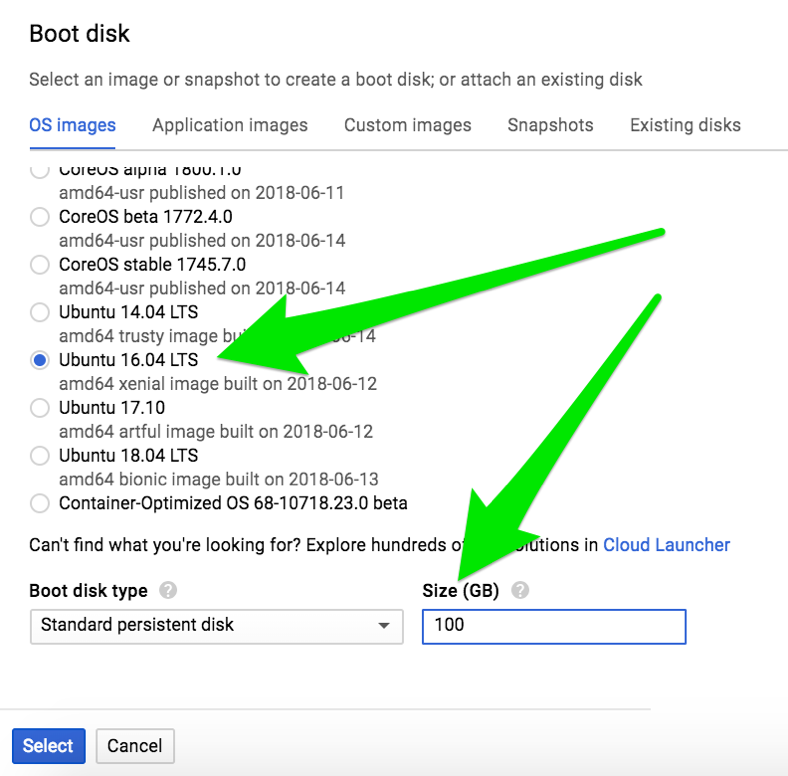 Boot disk
Select an image or snapshot to create a boot disk; or attach an existing disk
OS images Application images Custom images Snapshots Existing disks
CoreOS alpha 1800.1.0
amd64-usr published on 2018-06-11
CoreOS beta 1772.4.0
amd64-usr published on 2018-06-14
CoreOS stable 1745.7.0
amd64-usr published on 2018-06-14
Ubuntu 14.04 LTS
amd64 trusty image 14
Ubuntu 16.04 LTS
amd64 xenial image built on 2018-06-12
Ubuntu 17.10
amd64 artful image built on 2018-06-12
Ubuntu 18.04 LTS
amd64 bionic image built on 2018-06-13
Container-Optimized OS 68-10718.23.0 beta
Can't find what you're looking for? Explore hundreds in Cloud Launcher
Boot disk type ? Size (GB) ?
Standard persistent disk 100
Select Cancel